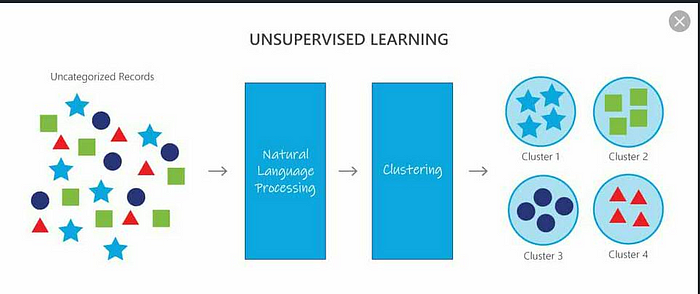 UNSUPERVISED LEARNING
Uncategorized Records
Natural
Language
Processing
Clustering
Cluster 1
Cluster 2
Cluster 3
Cluster 4